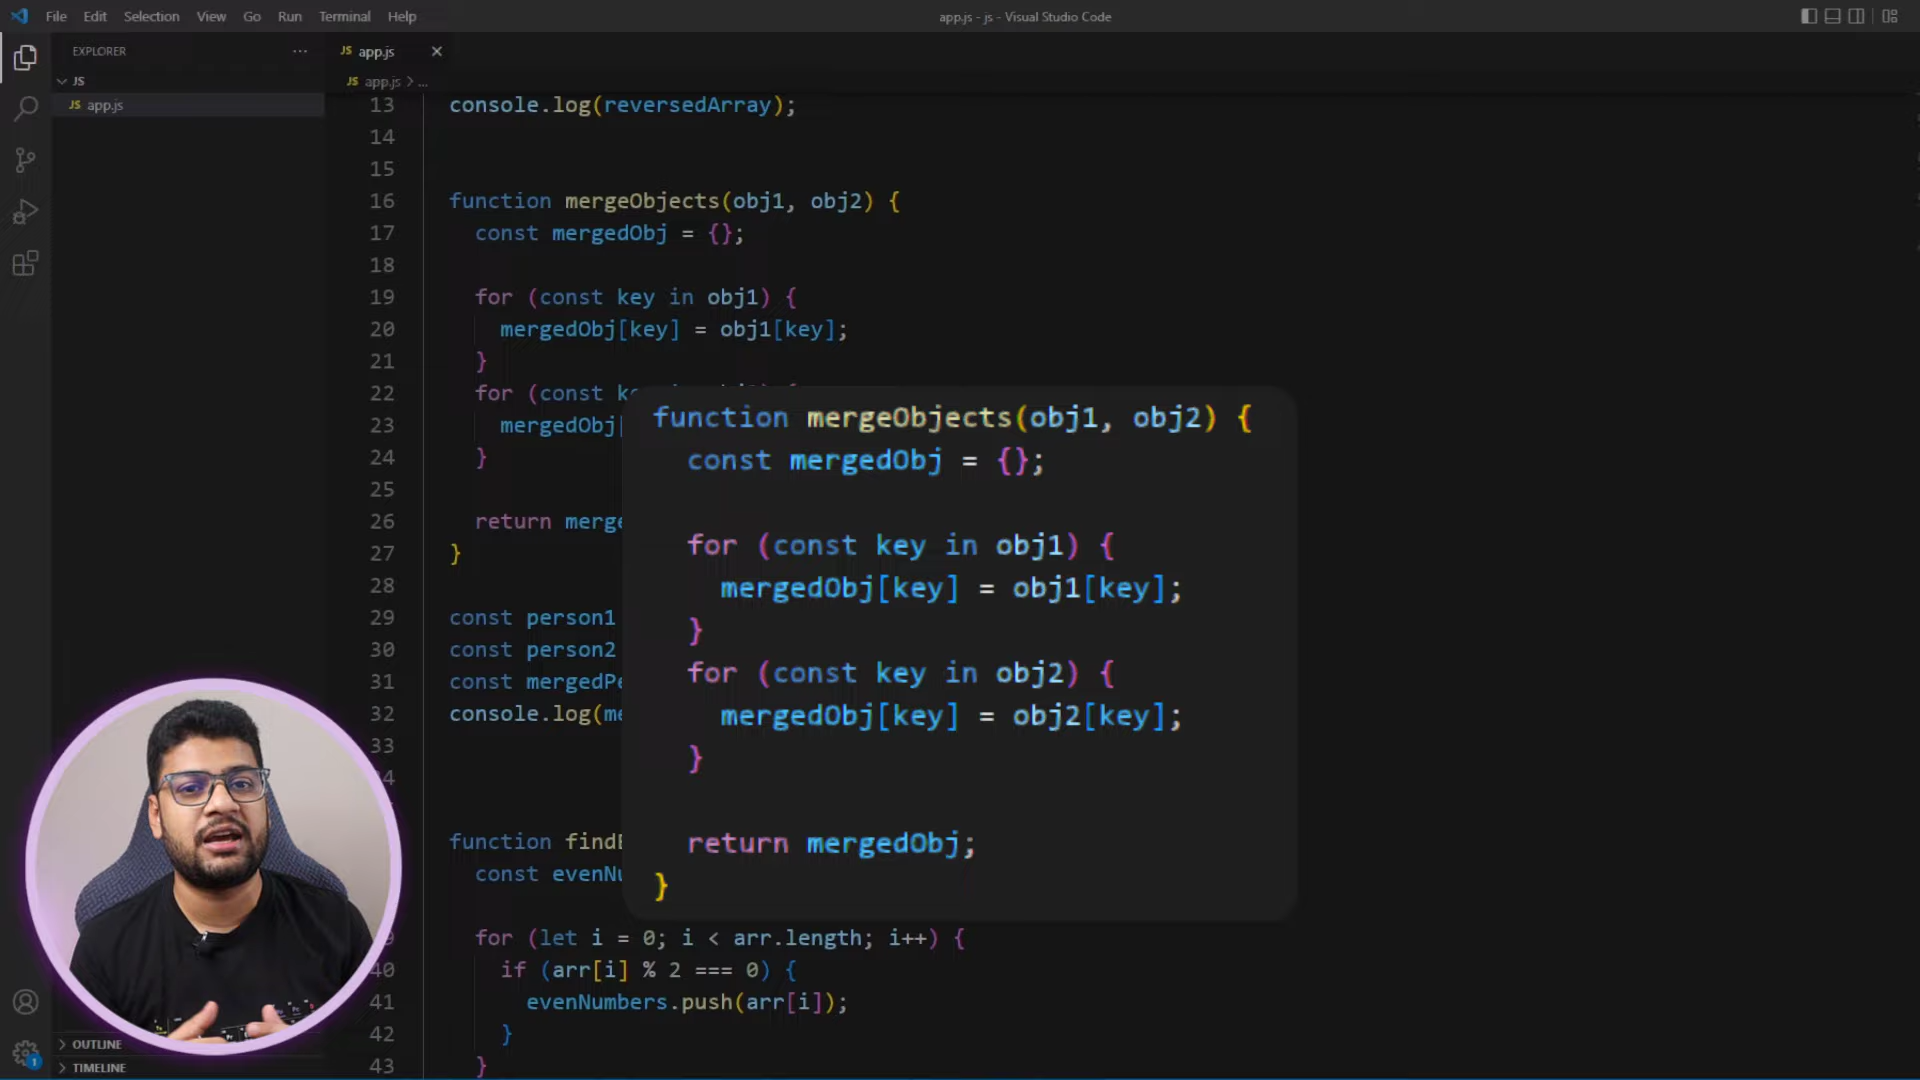 File Edit Selection View Go Run Terminal Help
app.js - js - Visual Studio Code
EXPLORER
JS
JS app.js
OUTLINE
TIMELINE
JS app.js
JS app.js > ...
13 console.log(reversedArray);
14
15
16 function mergeObjects(obj1, obj2) {
17 const mergedObj = {};
18
19 for (const key in obj1) {
20 mergedObj[key] = obj1[key];
21 }
22 for (const
23 mergedObj[
24 }
25
26 return merge
27 }
28
29 const person1
30 const person2
31 const mergedPe
32 console.log(me
33
function find
const evenNu
for (let i = 0; i < arr.length; i++) {
40 if (arr[i] % 2 === 0) {
41 evenNumbers.push(arr[i]);
42 }
43 }
function mergeObjects(obj1, obj2) {
const mergedObj = {};
for (const key in obj1) {
mergedObj[key] = obj1[key];
}
for (const key in obj2) {
mergedObj[key] = obj2[key];
}
return mergedObj;
}
1